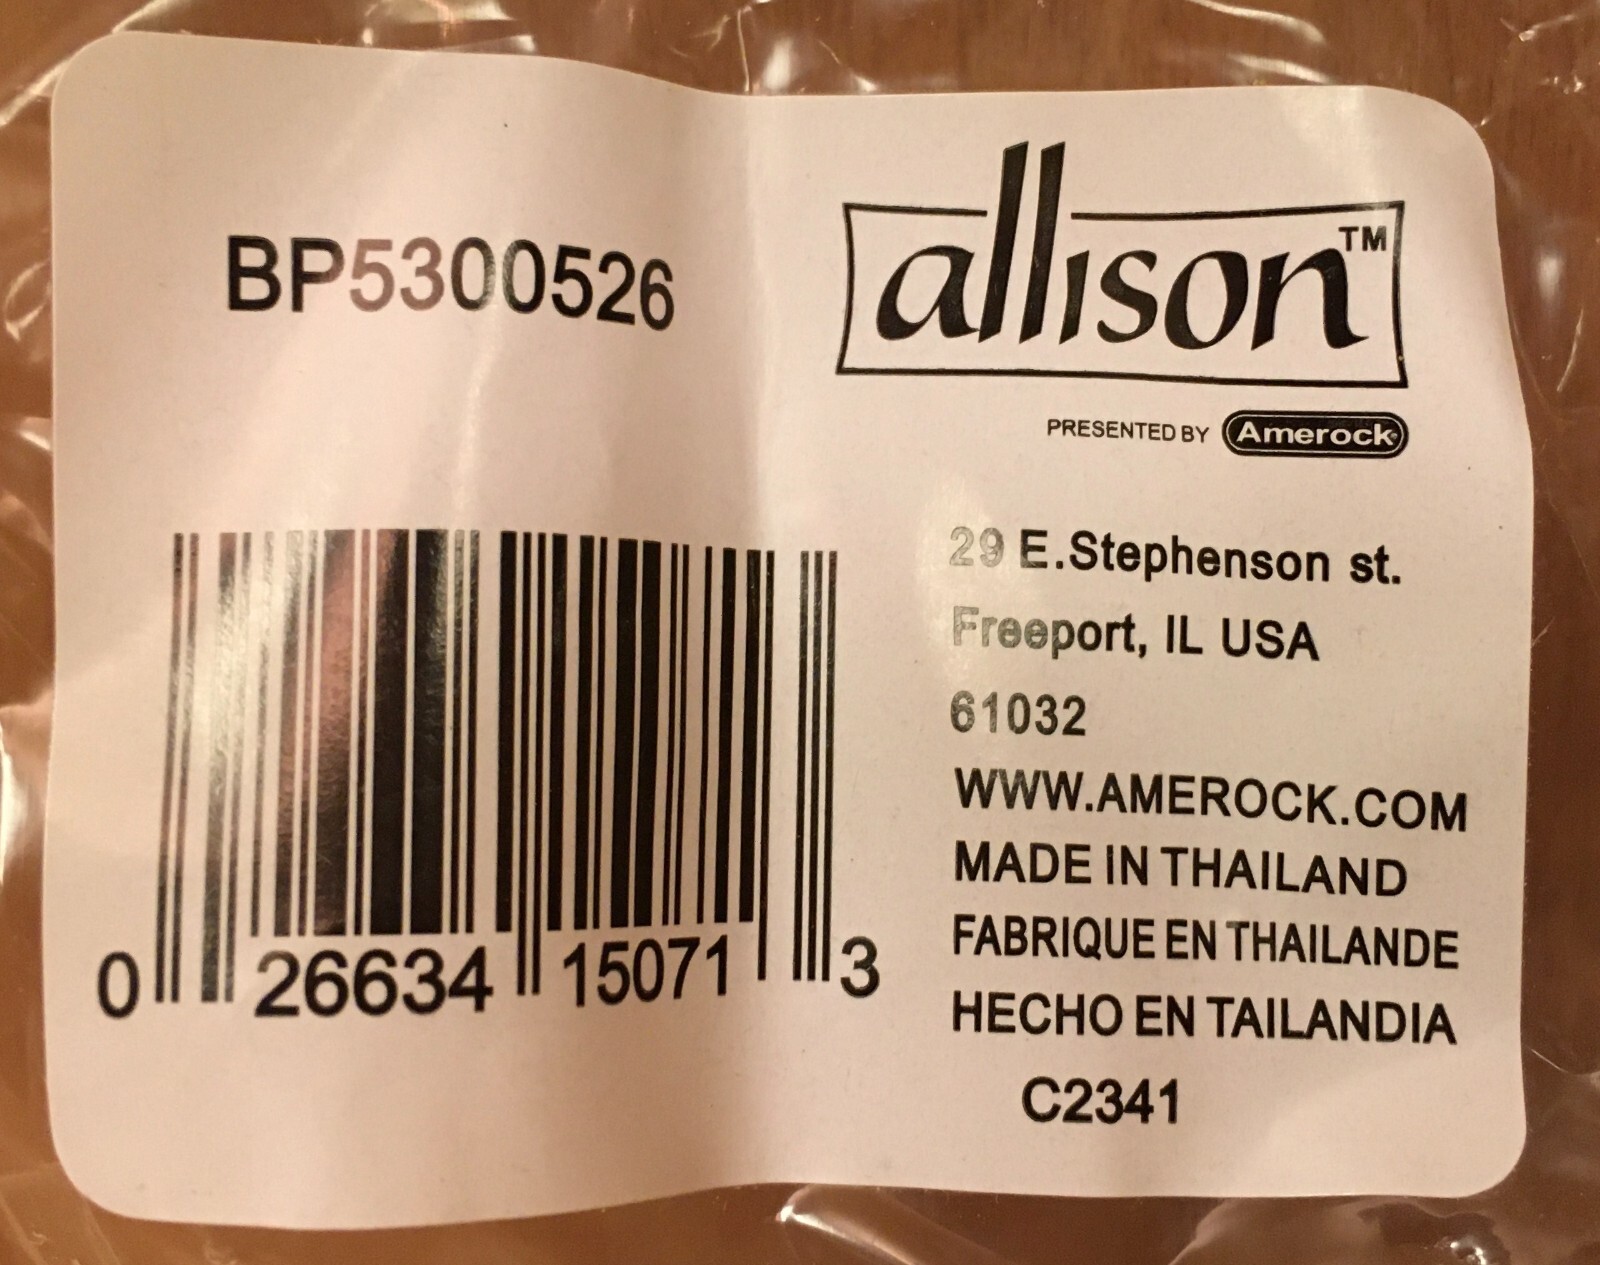 BP5300526
allison™
PRESENTED BY Amerock
29 E.Stephenson st.
Freeport, IL USA
61032
WWW.AMEROCK.COM
MADE IN THAILAND
FABRIQUE EN THAILANDE
HECHO EN TAILANDIA
C2341
0 26634 15071 3